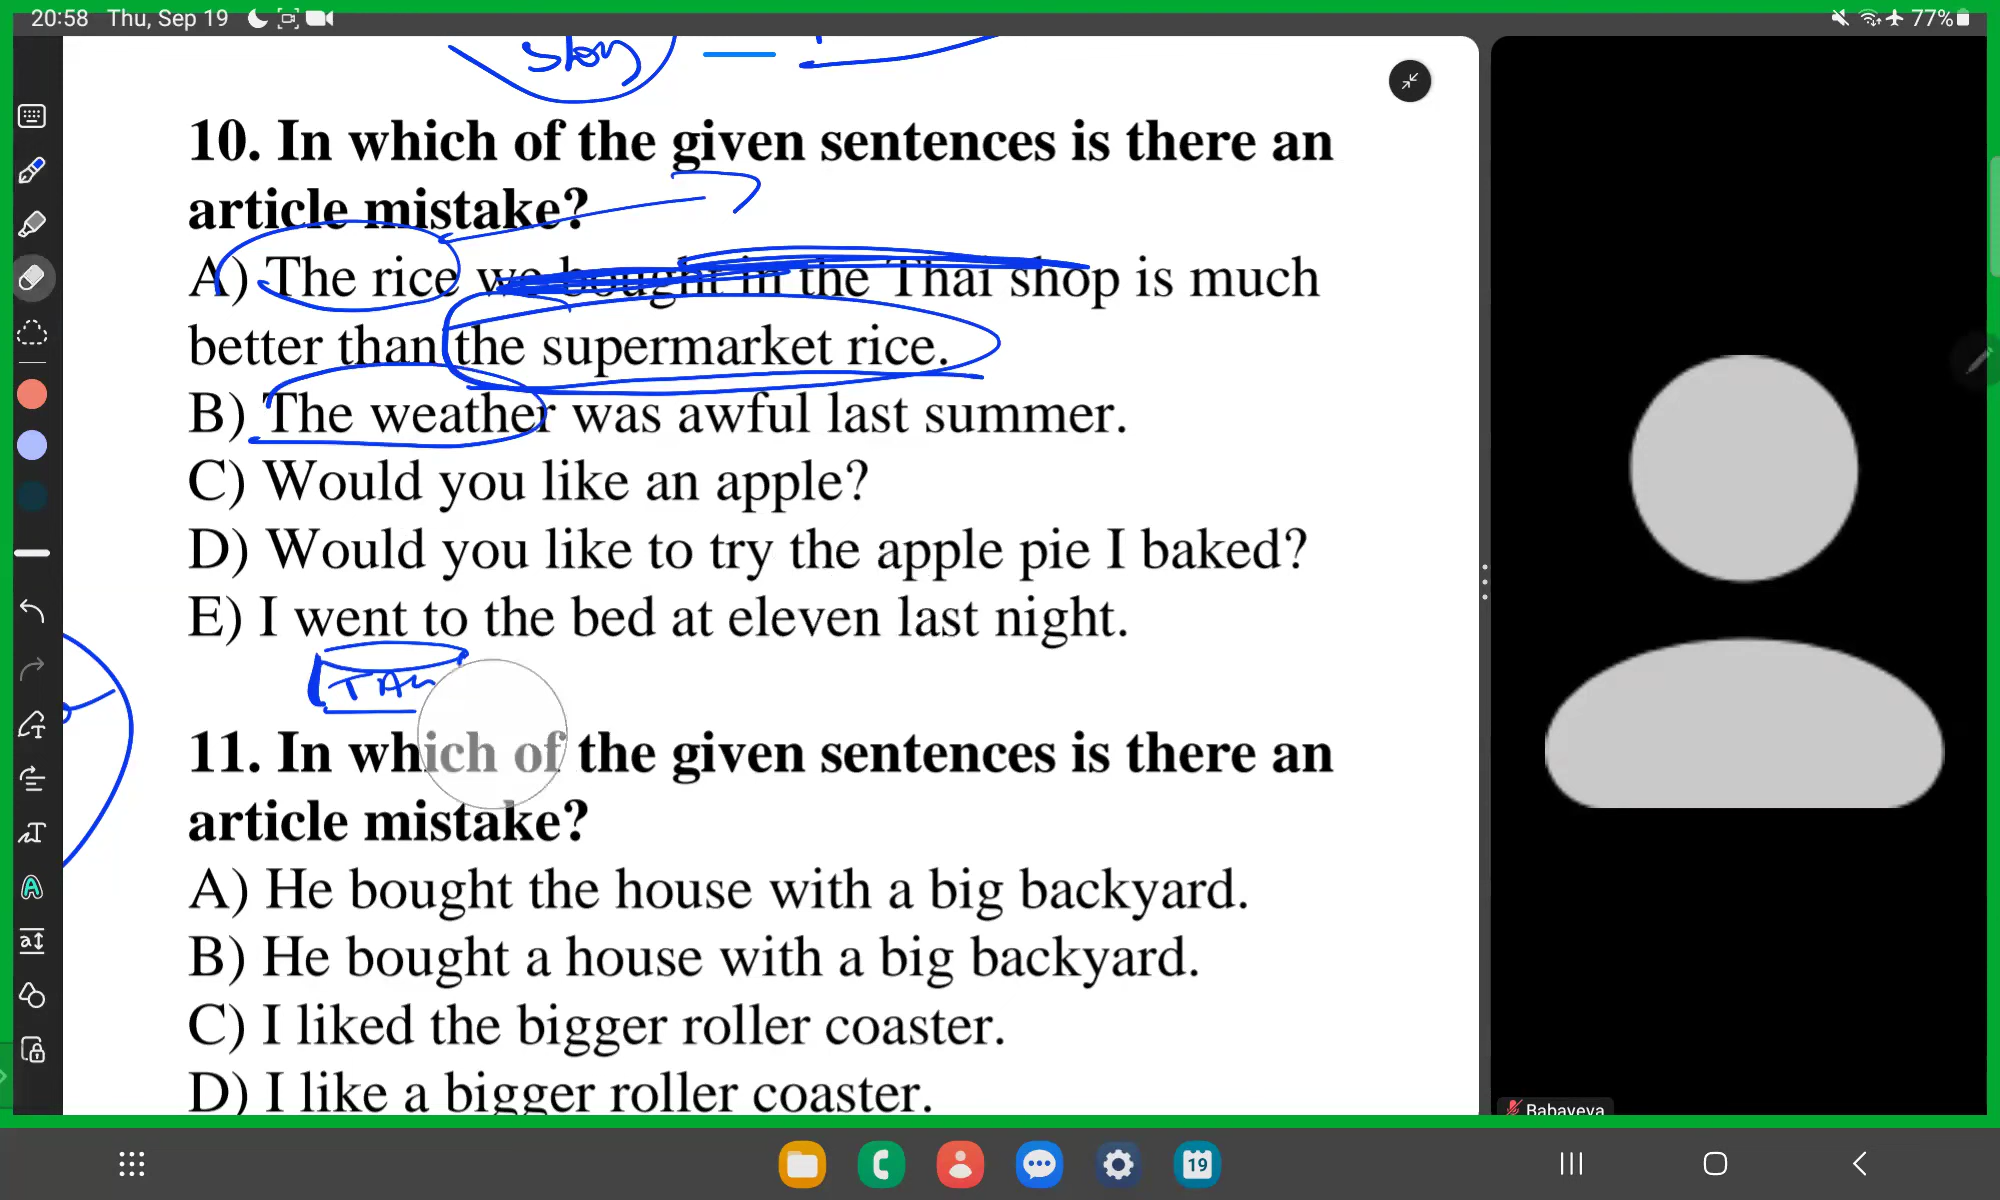 20:58 Thu, Sep 19
77%
story
10. In which of the given sentences is there an
article mistake?
A) The rice we bought in the Thai shop is much
better than the supermarket rice.
B) The weather was awful last summer.
C) Would you like an apple?
D) Would you like to try the apple pie I baked?
E) I went to the bed at eleven last night.
11. In which of the given sentences is there an
article mistake?
A) He bought the house with a big backyard.
B) He bought a house with a big backyard.
C) I liked the bigger roller coaster.
D) I like a bigger roller coaster.
Babayeva
19